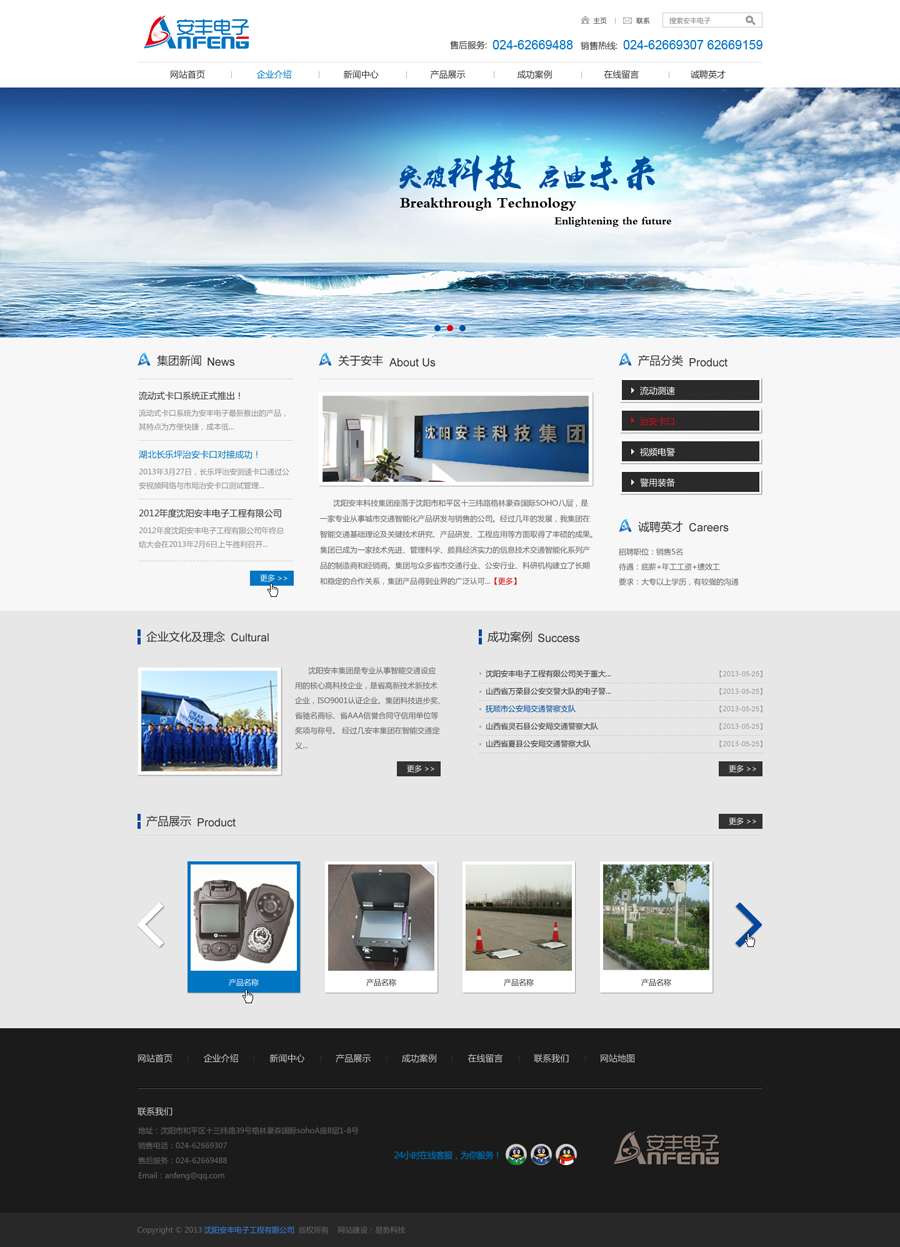 安丰电子
ANFENG
主页 | 联系 搜索安丰电子
售后服务: 024-62669488 销售热线: 024-62669307 62669159
网站首页 | 企业介绍 | 新闻中心 | 产品展示 | 成功案例 | 在线留言 | 诚聘英才
突破科技 启迪未来
Breakthrough Technology
Enlightening the future
集团新闻 News
流动式卡口系统正式推出！
流动式卡口系统为安丰电子最新推出的产品，
其特点为方便快捷，成本低...
湖北长乐坪治安卡口对接成功！
2013年3月27日，长乐坪治安测速卡口通过公
安视频网络与市局治安卡口测试管理...
2012年度沈阳安丰电子工程有限公司
2012年度沈阳安丰电子工程有限公司年终总
结大会在2013年2月6日上午胜利召开...
更多 >>
关于安丰 About Us
沈阳安丰科技集团
沈阳安丰科技集团座落于沈阳市和平区十三纬路格林豪森国际SOHO八层，是
一家专业从事城市交通智能化产品研发与销售的公司。经过几年的发展，我集团在
智能交通基础理论及关键技术研究、产品研发、工程应用等方面取得了丰硕的成果。
集团已成为一家技术先进、管理科学、颇具经济实力的信息技术交通智能化系列产
品的制造商和经销商。集团与众多省市交通行业、公安行业、科研机构建立了长期
和稳定的合作关系，集团产品得到业界的广泛认可...【更多】
产品分类 Product
流动测速
治安卡口
视频电警
警用装备
诚聘英才 Careers
招聘职位：销售5名
待遇：底薪+年工工资+绩效工
要求：大专以上学历，有较强的沟通
企业文化及理念 Cultural
沈阳安丰集团是专业从事智能交通设应
用的核心高科技企业，是省高新技术新技术
企业，ISO9001认证企业。集团科技进步奖、
省驰名商标、省AAA信誉合同守信用单位等
奖项与称号。 经过几安丰集团在智能交通定
义...
更多 >>
成功案例 Success
沈阳安丰电子工程有限公司关于重大... 【2013-05-25】
山西省万荣县公安交警大队的电子警... 【2013-05-25】
抚顺市公安局交通警察支队 【2013-05-25】
山西省灵石县公安局交通警察大队 【2013-05-25】
山西省夏县公安局交通警察大队 【2013-05-25】
更多 >>
产品展示 Product
更多 >>
产品名称
产品名称
产品名称
产品名称
网站首页 | 企业介绍 | 新闻中心 | 产品展示 | 成功案例 | 在线留言 | 联系我们 | 网站地图
联系我们
地址：沈阳市和平区十三纬路39号格林豪森国际sohoA座8层1-8号
销售电话：024-62669307
售后服务：024-62669488
Email：anfeng@qq.com
24小时在线客服，为你服务！
安丰电子
ANFENG
Copyright © 2013 沈阳安丰电子工程有限公司 版权所有 网站建设：是势科技